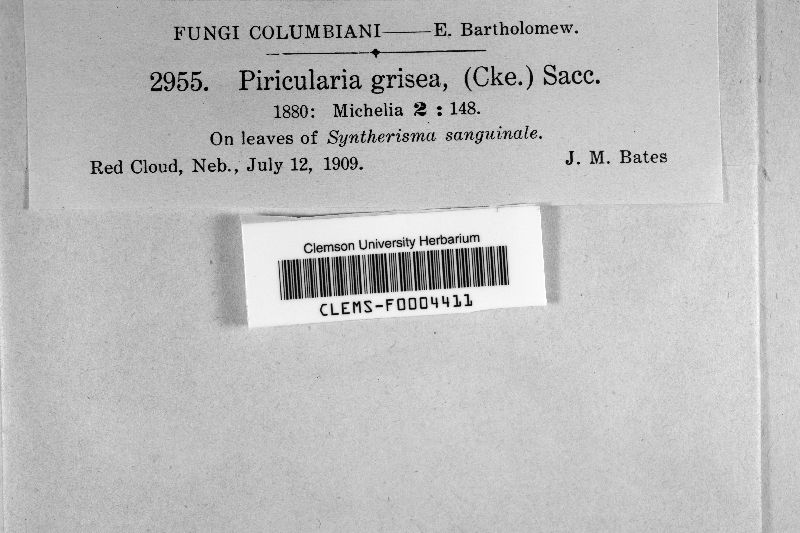 FUNGI COLUMBIANI——E. Bartholomew.
2955. Piricularia grisea, (Cke.) Sacc.
1880: Michelia 2 : 148.
On leaves of Syntherisma sanguinale.
Red Cloud, Neb., July 12, 1909. J. M. Bates
Clemson University Herbarium
CLEMS-F0004411